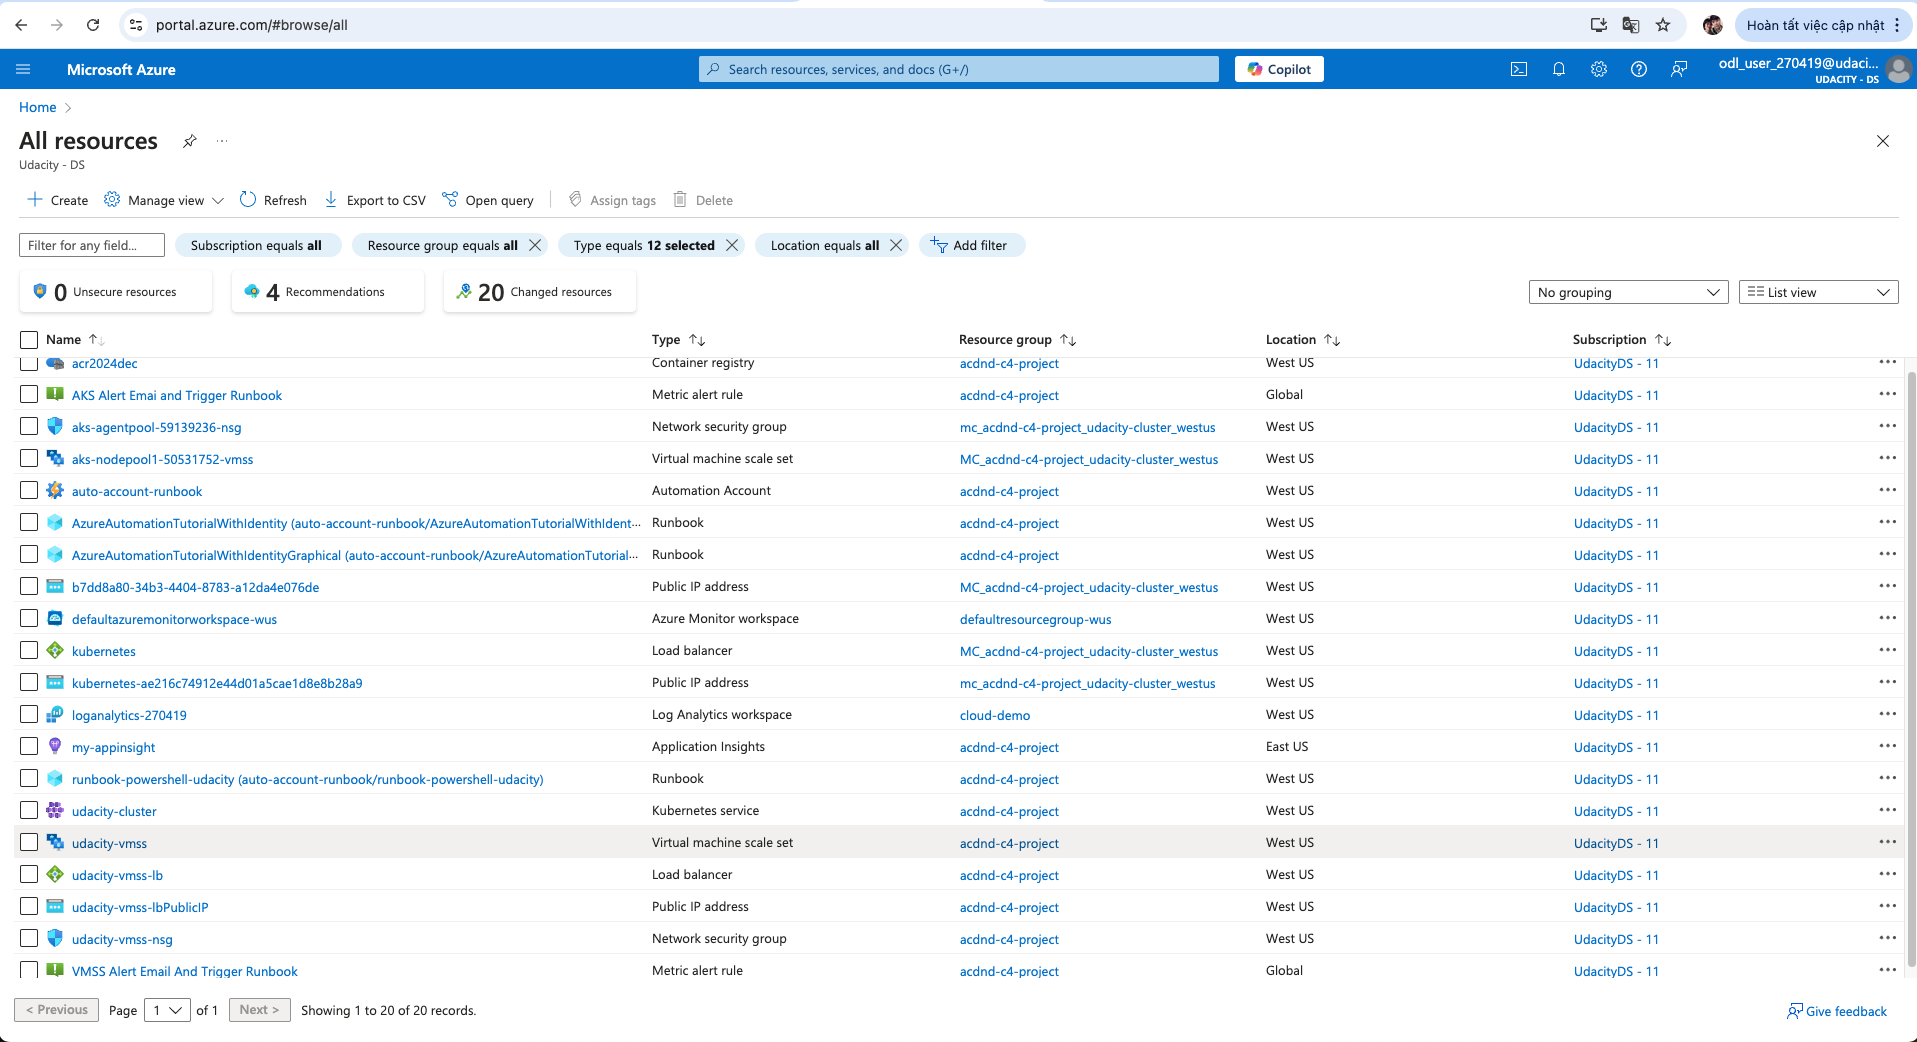 portal.azure.com/#browse/all
Hoàn tất việc cập nhật
Microsoft Azure
Search resources, services, and docs (G+/)
Copilot
odl_user_270419@udaci...
UDACITY - DS
Home
All resources
Udacity - DS
Create
Manage view
Refresh
Export to CSV
Open query
Assign tags
Delete
Filter for any field...
Subscription equals all
Resource group equals all
Type equals 12 selected
Location equals all
Add filter
0 Unsecure resources
4 Recommendations
20 Changed resources
No grouping
List view
Name Type Resource group Location Subscription
acr2024dec Container registry acdnd-c4-project West US UdacityDS - 11
AKS Alert Emai and Trigger Runbook Metric alert rule acdnd-c4-project Global UdacityDS - 11
aks-agentpool-59139236-nsg Network security group mc_acdnd-c4-project_udacity-cluster_westus West US UdacityDS - 11
aks-nodepool1-50531752-vmss Virtual machine scale set MC_acdnd-c4-project_udacity-cluster_westus West US UdacityDS - 11
auto-account-runbook Automation Account acdnd-c4-project West US UdacityDS - 11
AzureAutomationTutorialWithIdentity (auto-account-runbook/AzureAutomationTutorialWithIdent... Runbook acdnd-c4-project West US UdacityDS - 11
AzureAutomationTutorialWithIdentityGraphical (auto-account-runbook/AzureAutomationTutorial... Runbook acdnd-c4-project West US UdacityDS - 11
b7dd8a80-34b3-4404-8783-a12da4e076de Public IP address MC_acdnd-c4-project_udacity-cluster_westus West US UdacityDS - 11
defaultazuremonitorworkspace-wus Azure Monitor workspace defaultresourcegroup-wus West US UdacityDS - 11
kubernetes Load balancer MC_acdnd-c4-project_udacity-cluster_westus West US UdacityDS - 11
kubernetes-ae216c74912e44d01a5cae1d8e8b28a9 Public IP address mc_acdnd-c4-project_udacity-cluster_westus West US UdacityDS - 11
loganalytics-270419 Log Analytics workspace cloud-demo West US UdacityDS - 11
my-appinsight Application Insights acdnd-c4-project East US UdacityDS - 11
runbook-powershell-udacity (auto-account-runbook/runbook-powershell-udacity) Runbook acdnd-c4-project West US UdacityDS - 11
udacity-cluster Kubernetes service acdnd-c4-project West US UdacityDS - 11
udacity-vmss Virtual machine scale set acdnd-c4-project West US UdacityDS - 11
udacity-vmss-lb Load balancer acdnd-c4-project West US UdacityDS - 11
udacity-vmss-lbPublicIP Public IP address acdnd-c4-project West US UdacityDS - 11
udacity-vmss-nsg Network security group acdnd-c4-project West US UdacityDS - 11
VMSS Alert Email And Trigger Runbook Metric alert rule acdnd-c4-project Global UdacityDS - 11
< Previous Page 1 of 1 Next > Showing 1 to 20 of 20 records.
Give feedback